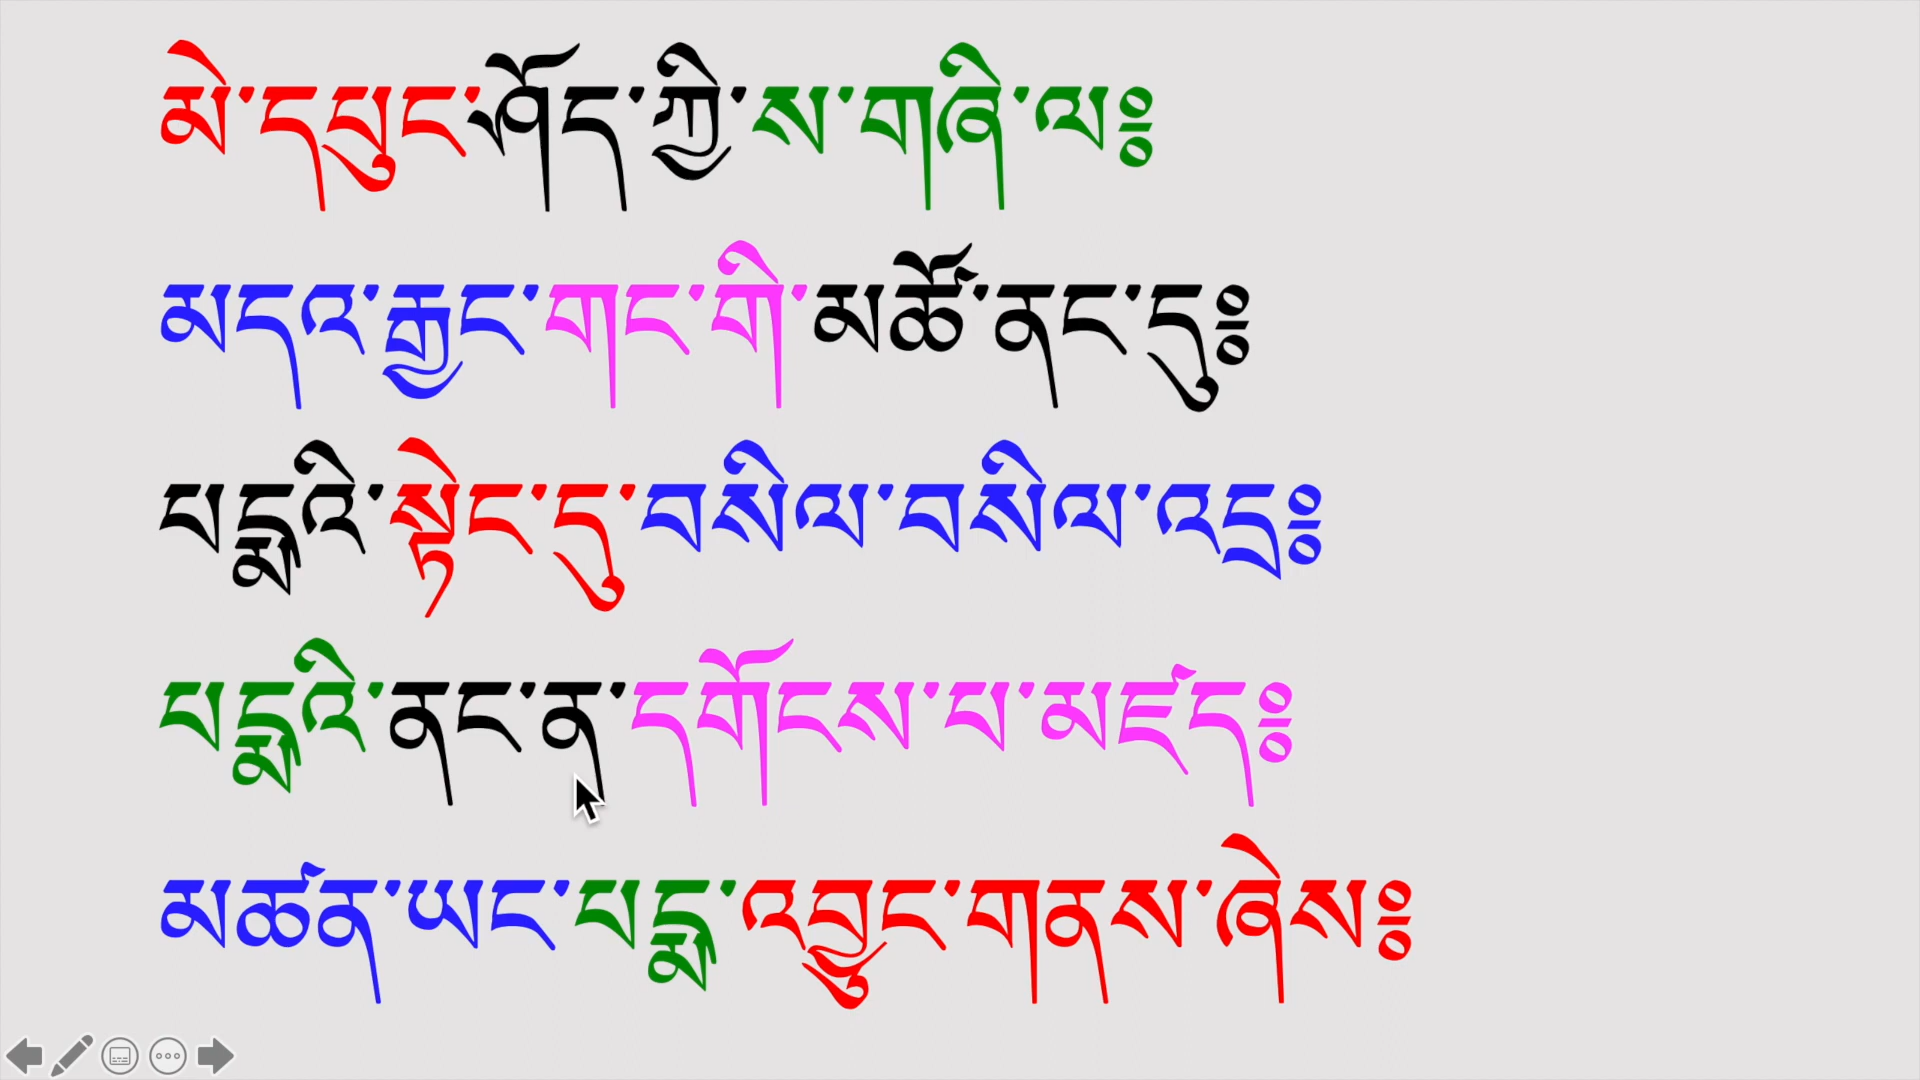 མེ་དཔུང་ཤོད་ཀྱི་ས་གཞི་ལ༔
མདའ་རྒྱང་གང་གི་མཚོ་ནང་དུ༔
པདྨའི་སྟེང་དུ་བསིལ་བསིལ་འདྲ༔
པདྨའི་ནང་ན་དགོངས་པ་མཛད༔
མཚན་ཡང་པདྨ་འབྱུང་གནས་ཞེས༔